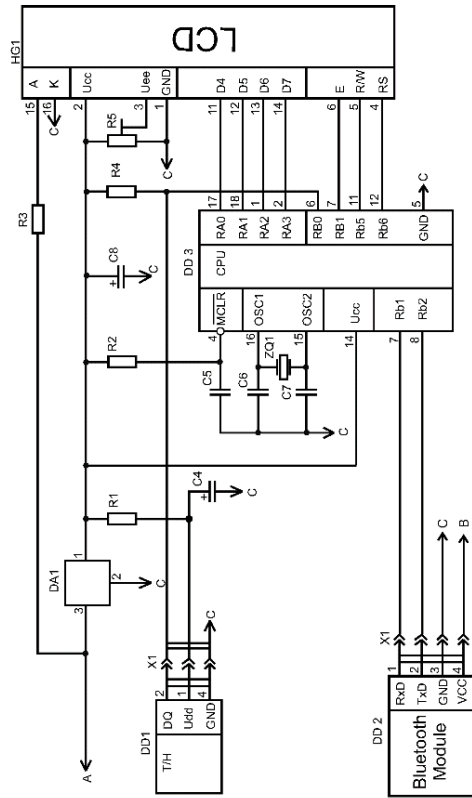 LCD
HG1
A
K
Ucc
Uee
GND
D4
D5
D6
D7
E
R/W
RS
15
16
2
3
1
11
12
13
14
6
5
4
C
R5
C
R4
R3
C8
+
C
R2
17
18
1
2
6
7
11
12
5
C
RA0
RA1
RA2
RA3
RB0
RB1
Rb5
Rb6
GND
DD 3
CPU
MCLR
OSC1
OSC2
Ucc
Rb1
Rb2
4
16
15
14
7
8
ZQ1
C5
C6
C7
C
R1
C4
+
C
DA1
3
1
2
C
X1
C
2
1
4
DQ
Udd
GND
DD1
T/H
A
X1
C
B
1
2
3
4
RxD
TxD
GND
VCC
DD 2
Bluetooth
Module